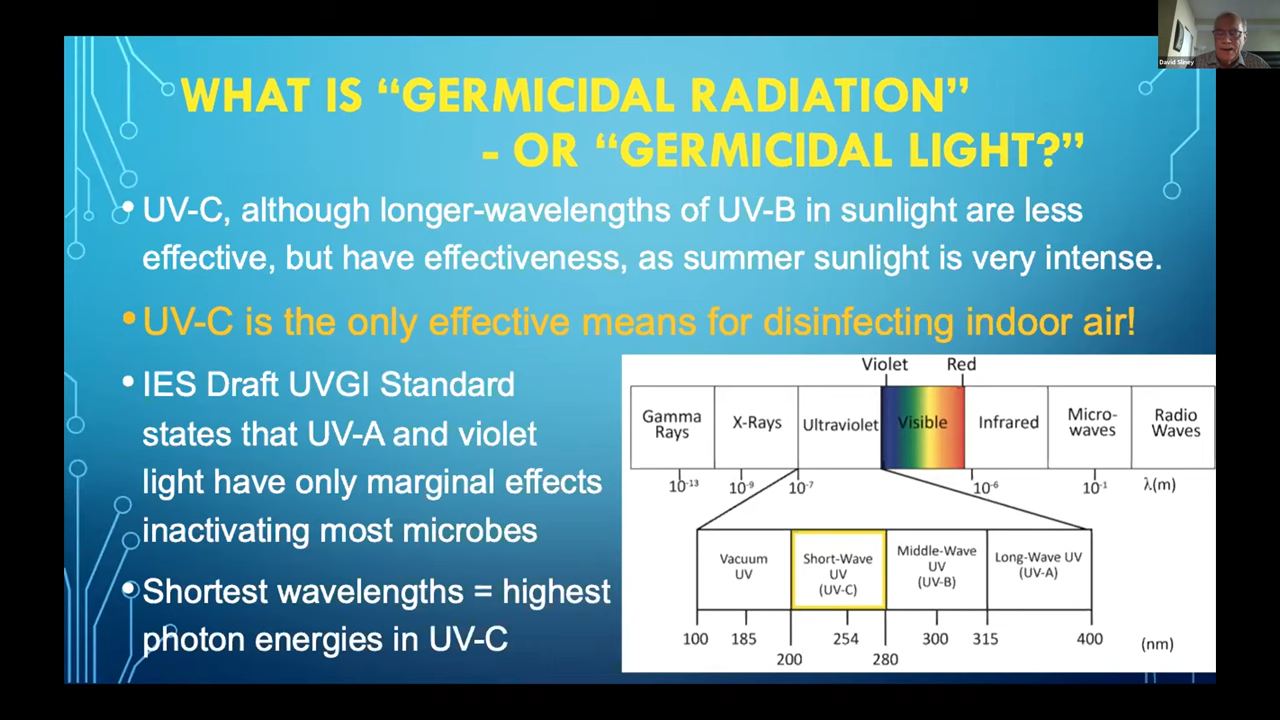 David Sliney
WHAT IS “GERMICIDAL RADIATION”
- OR “GERMICIDAL LIGHT?”
• UV-C, although longer-wavelengths of UV-B in sunlight are less
effective, but have effectiveness, as summer sunlight is very intense.
• UV-C is the only effective means for disinfecting indoor air!
• IES Draft UVGI Standard
states that UV-A and violet
light have only marginal effects
inactivating most microbes
• Shortest wavelengths = highest
photon energies in UV-C
Violet Red
Gamma Rays X-Rays Ultraviolet Visible Infrared Micro-waves Radio Waves
10⁻¹³ 10⁻⁹ 10⁻⁷ 10⁻⁶ 10⁻¹ λ(m)
Vacuum UV
Short-Wave UV (UV-C)
Middle-Wave UV (UV-B)
Long-Wave UV (UV-A)
100 185 254 300 315 400 (nm)
200 280